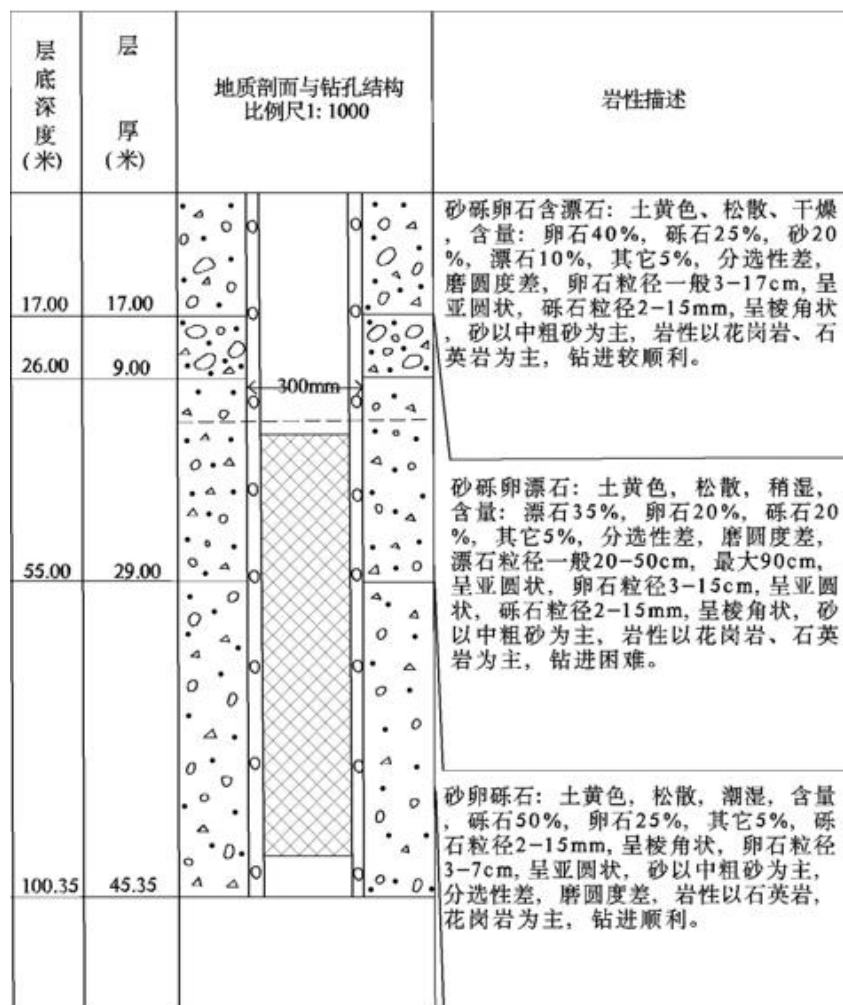 层底深度(米)
层厚(米)
地质剖面与钻孔结构
比例尺1: 1000
岩性描述
砂砾卵石含漂石: 土黄色、松散、干燥
, 含量: 卵石40%, 砾石25%, 砂20
%, 漂石10%, 其它5%, 分选性差,
磨圆度差, 卵石粒径一般3-17cm, 呈
亚圆状, 砾石粒径2-15mm, 呈棱角状
, 砂以中粗砂为主, 岩性以花岗岩、石
英岩为主, 钻进较顺利。
17.00
17.00
26.00
9.00
300mm
砂砾卵漂石: 土黄色, 松散, 稍湿,
含量: 漂石35%, 卵石20%, 砾石20
%, 其它5%, 分选性差, 磨圆度差,
漂石粒径一般20-50cm, 最大90cm,
呈亚圆状, 卵石粒径3-15cm, 呈亚圆
状, 砾石粒径2-15mm, 呈棱角状, 砂
以中粗砂为主, 岩性以花岗岩、石英
岩为主, 钻进困难。
55.00
29.00
砂卵砾石: 土黄色, 松散, 潮湿, 含量
, 砾石50%, 卵石25%, 其它5%, 砾
石粒径2-15mm, 呈棱角状, 卵石粒径
3-7cm, 呈亚圆状, 砂以中粗砂为主,
分选性差, 磨圆度差, 岩性以石英岩,
花岗岩为主, 钻进顺利。
100.35
45.35